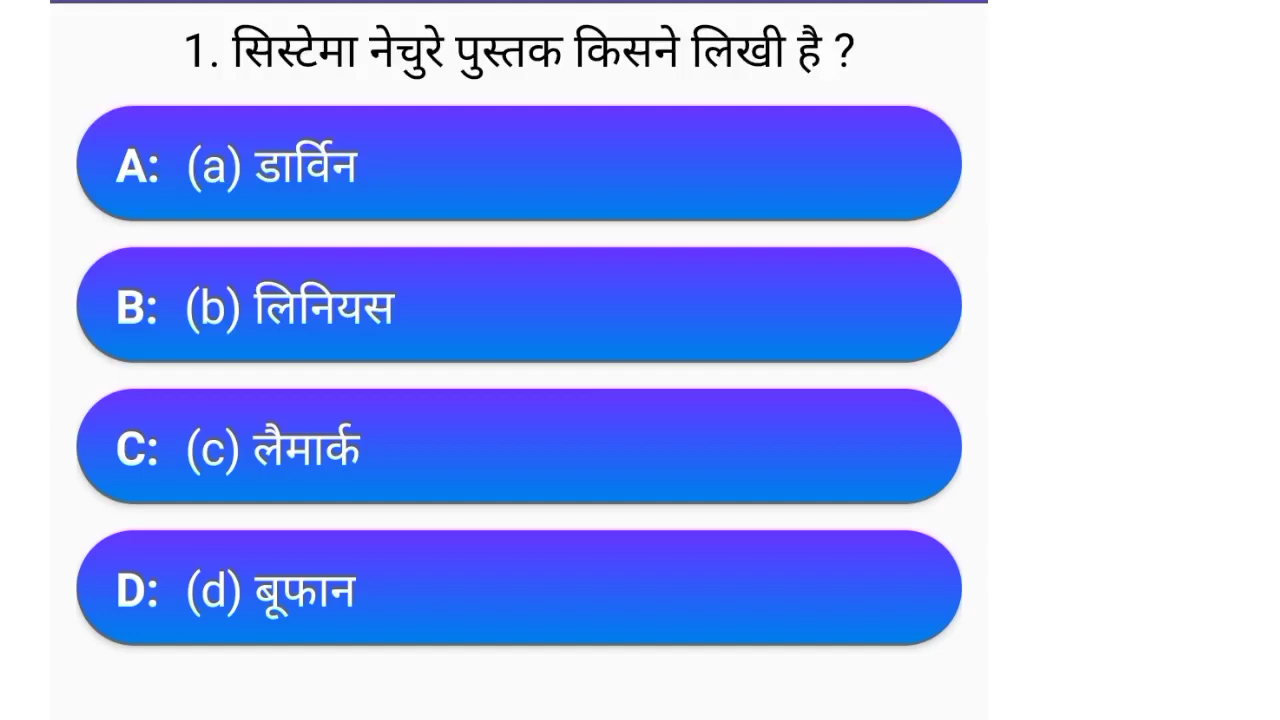 1. सिस्टेमा नेचुरे पुस्तक किसने लिखी है ?
A: (a) डार्विन
B: (b) लिनियस
C: (c) लैमार्क
D: (d) बूफान